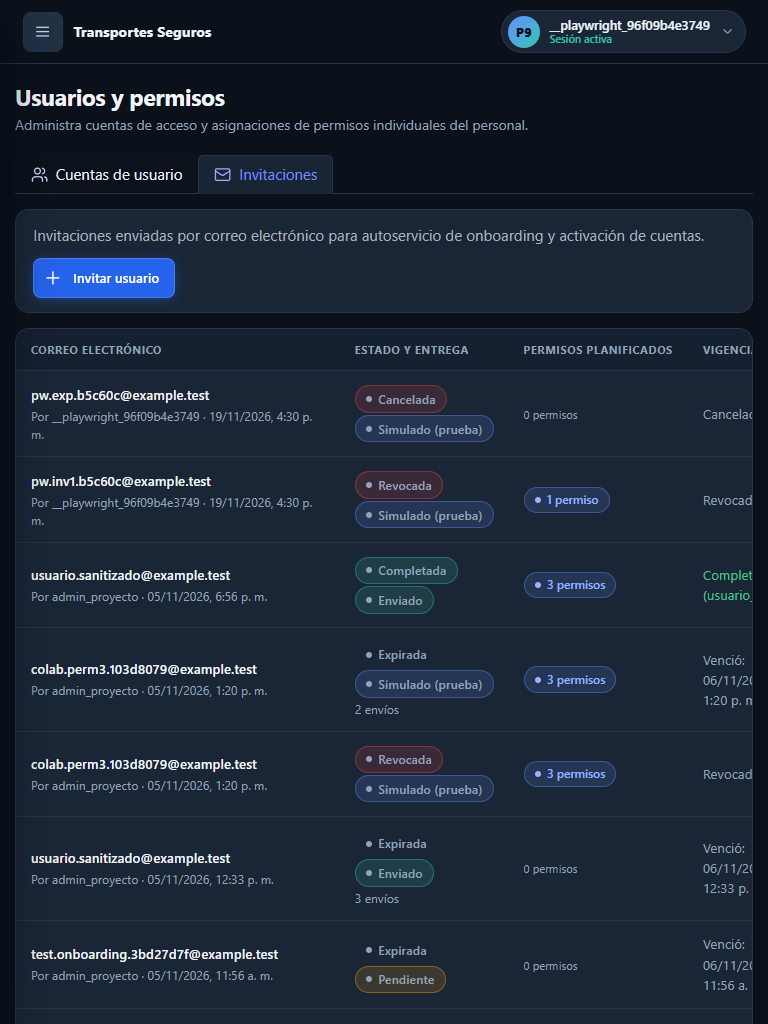 Transportes Seguros
P9
__playwright_96f09b4e3749
Sesión activa
Usuarios y permisos
Administra cuentas de acceso y asignaciones de permisos individuales del personal.
Cuentas de usuario
Invitaciones
Invitaciones enviadas por correo electrónico para autoservicio de onboarding y activación de cuentas.
Invitar usuario
CORREO ELECTRÓNICO ESTADO Y ENTREGA PERMISOS PLANIFICADOS VIGENCI
pw.exp.b5c60c@example.test
Por __playwright_96f09b4e3749 · 19/11/2026, 4:30 p.
m.
Cancelada
Simulado (prueba)
0 permisos
Cancelac
pw.inv1.b5c60c@example.test
Por __playwright_96f09b4e3749 · 19/11/2026, 4:30 p.
m.
Revocada
Simulado (prueba)
1 permiso
Revocad
usuario.sanitizado@example.test
Por admin_proyecto · 05/11/2026, 6:56 p. m.
Completada
Enviado
3 permisos
Complet
(usuario_
colab.perm3.103d8079@example.test
Por admin_proyecto · 05/11/2026, 1:20 p. m.
Expirada
Simulado (prueba)
2 envíos
3 permisos
Venció:
06/11/20
1:20 p. m
colab.perm3.103d8079@example.test
Por admin_proyecto · 05/11/2026, 1:20 p. m.
Revocada
Simulado (prueba)
3 permisos
Revocad
usuario.sanitizado@example.test
Por admin_proyecto · 05/11/2026, 12:33 p. m.
Expirada
Enviado
3 envíos
0 permisos
Venció:
06/11/20
12:33 p.
test.onboarding.3bd27d7f@example.test
Por admin_proyecto · 05/11/2026, 11:56 a. m.
Expirada
Pendiente
0 permisos
Venció:
06/11/20
11:56 a.